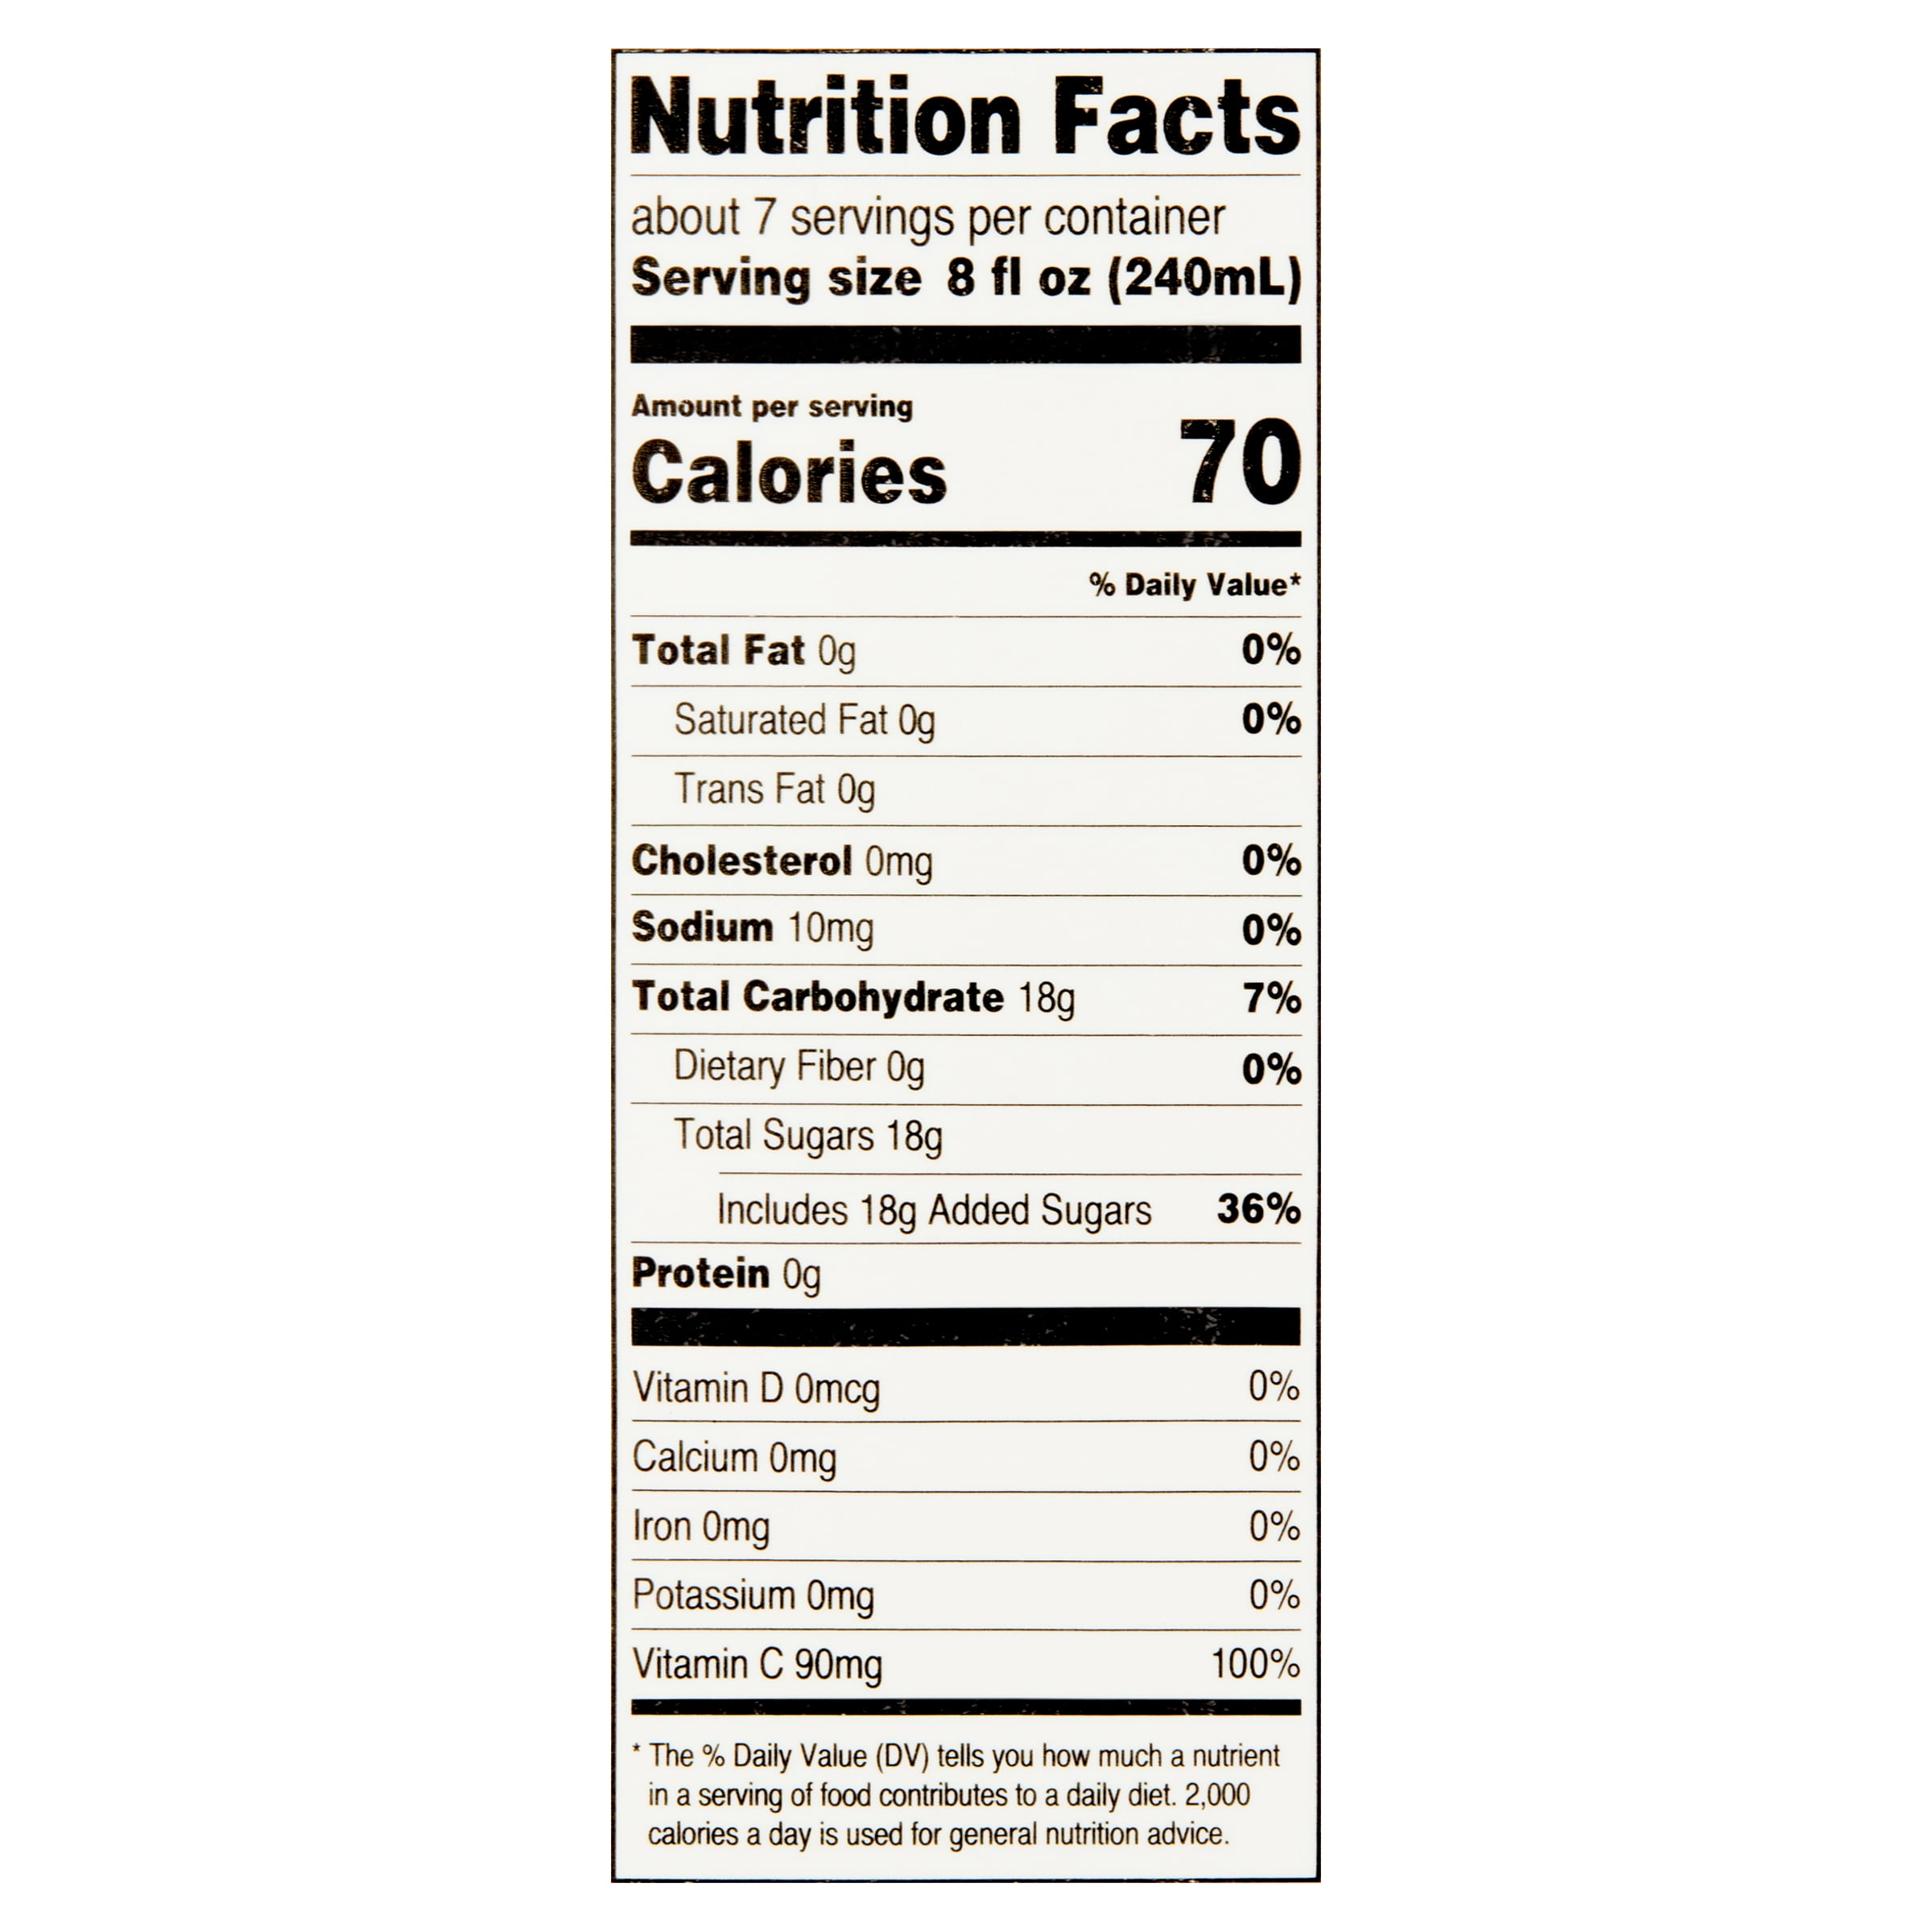 Nutrition Facts
about 7 servings per container
Serving size 8 fl oz (240mL)
Amount per serving
Calories 70
% Daily Value*
Total Fat 0g 0%
Saturated Fat 0g 0%
Trans Fat 0g
Cholesterol 0mg 0%
Sodium 10mg 0%
Total Carbohydrate 18g 7%
Dietary Fiber 0g 0%
Total Sugars 18g
Includes 18g Added Sugars 36%
Protein 0g
Vitamin D 0mcg 0%
Calcium 0mg 0%
Iron 0mg 0%
Potassium 0mg 0%
Vitamin C 90mg 100%
* The % Daily Value (DV) tells you how much a nutrient
in a serving of food contributes to a daily diet. 2,000
calories a day is used for general nutrition advice.